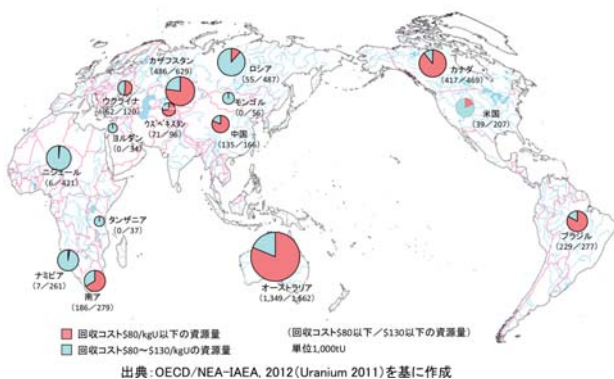 カザフスタン
(486/629)
ロシア
(55/487)
カナダ
(417/469)
ウクライナ
(62/120)
モンゴル
(0/56)
米国
(39/207)
ウズベキスタン
(71/96)
中国
(135/166)
ヨルダン
(0/34)
ニジェール
(6/421)
タンザニア
(0/37)
ブラジル
(229/277)
ナミビア
(7/261)
南ア
(186/279)
オーストラリア
(1,349/1,662)
回収コスト$80/kgU以下の資源量
回収コスト$80~$130/kgUの資源量
(回収コスト$80以下/$130以下の資源量)
単位1,000tU
出典:OECD/NEA-IAEA, 2012(Uranium 2011)を基に作成